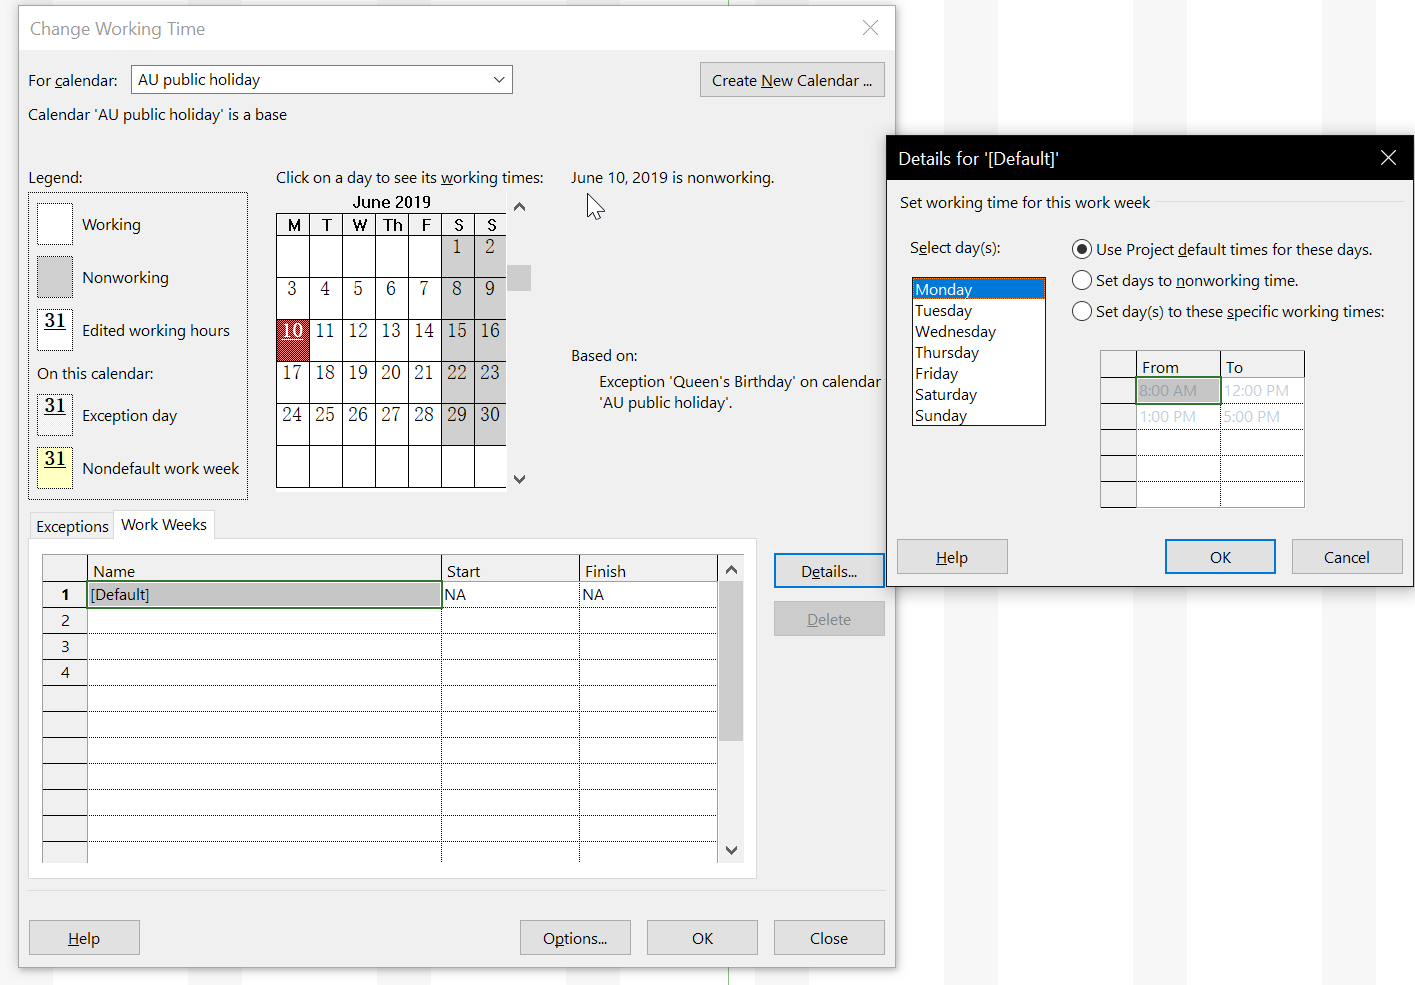 Change Working Time
For calendar: AU public holiday
Create New Calendar ...
Calendar 'AU public holiday' is a base
Legend:
Working
Nonworking
31 Edited working hours
On this calendar:
31 Exception day
31 Nondefault work week
Click on a day to see its working times:
June 2019
M T W Th F S S
1 2
3 4 5 6 7 8 9
10 11 12 13 14 15 16
17 18 19 20 21 22 23
24 25 26 27 28 29 30
June 10, 2019 is nonworking.
Based on:
Exception 'Queen's Birthday' on calendar
'AU public holiday'.
Exceptions Work Weeks
Name Start Finish
1 [Default] NA NA
2
3
4
Details...
Delete
Help Options... OK Close
Details for '[Default]'
Set working time for this work week
Select day(s):
Monday
Tuesday
Wednesday
Thursday
Friday
Saturday
Sunday
Use Project default times for these days.
Set days to nonworking time.
Set day(s) to these specific working times:
From To
8:00 AM 12:00 PM
1:00 PM 5:00 PM
Help OK Cancel